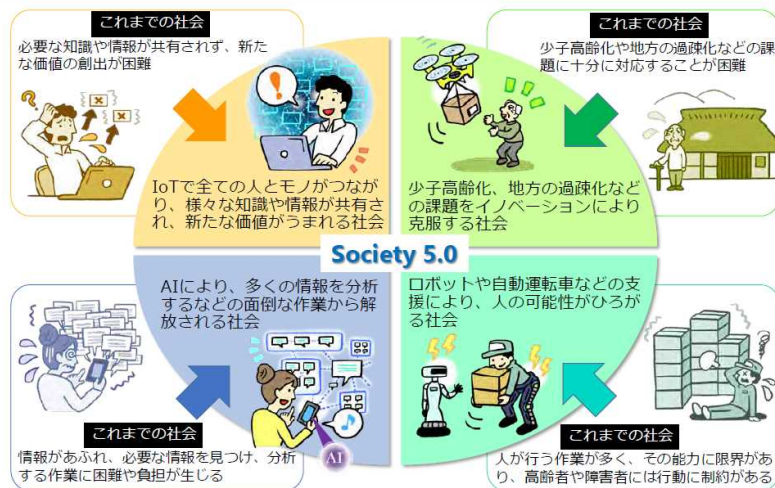 これまでの社会
必要な知識や情報が共有されず、新た
な価値の創出が困難
これまでの社会
少子高齢化や地方の過疎化などの課
題に十分に対応することが困難
IoTで全ての人とモノがつなが
り、様々な知識や情報が共有され
、新たな価値がうまれる社会
少子高齢化、地方の過疎化など
の課題をイノベーションにより
克服する社会
Society 5.0
AIにより、多くの情報を分析
するなどの面倒な作業から解
放される社会
ロボットや自動運転車などの支
援により、人の可能性がひろが
る社会
AI
これまでの社会
情報があふれ、必要な情報を見つけ、分析
する作業に困難や負担が生じる
これまでの社会
人が行う作業が多く、その能力に限界があ
り、高齢者や障害者には行動に制約がある